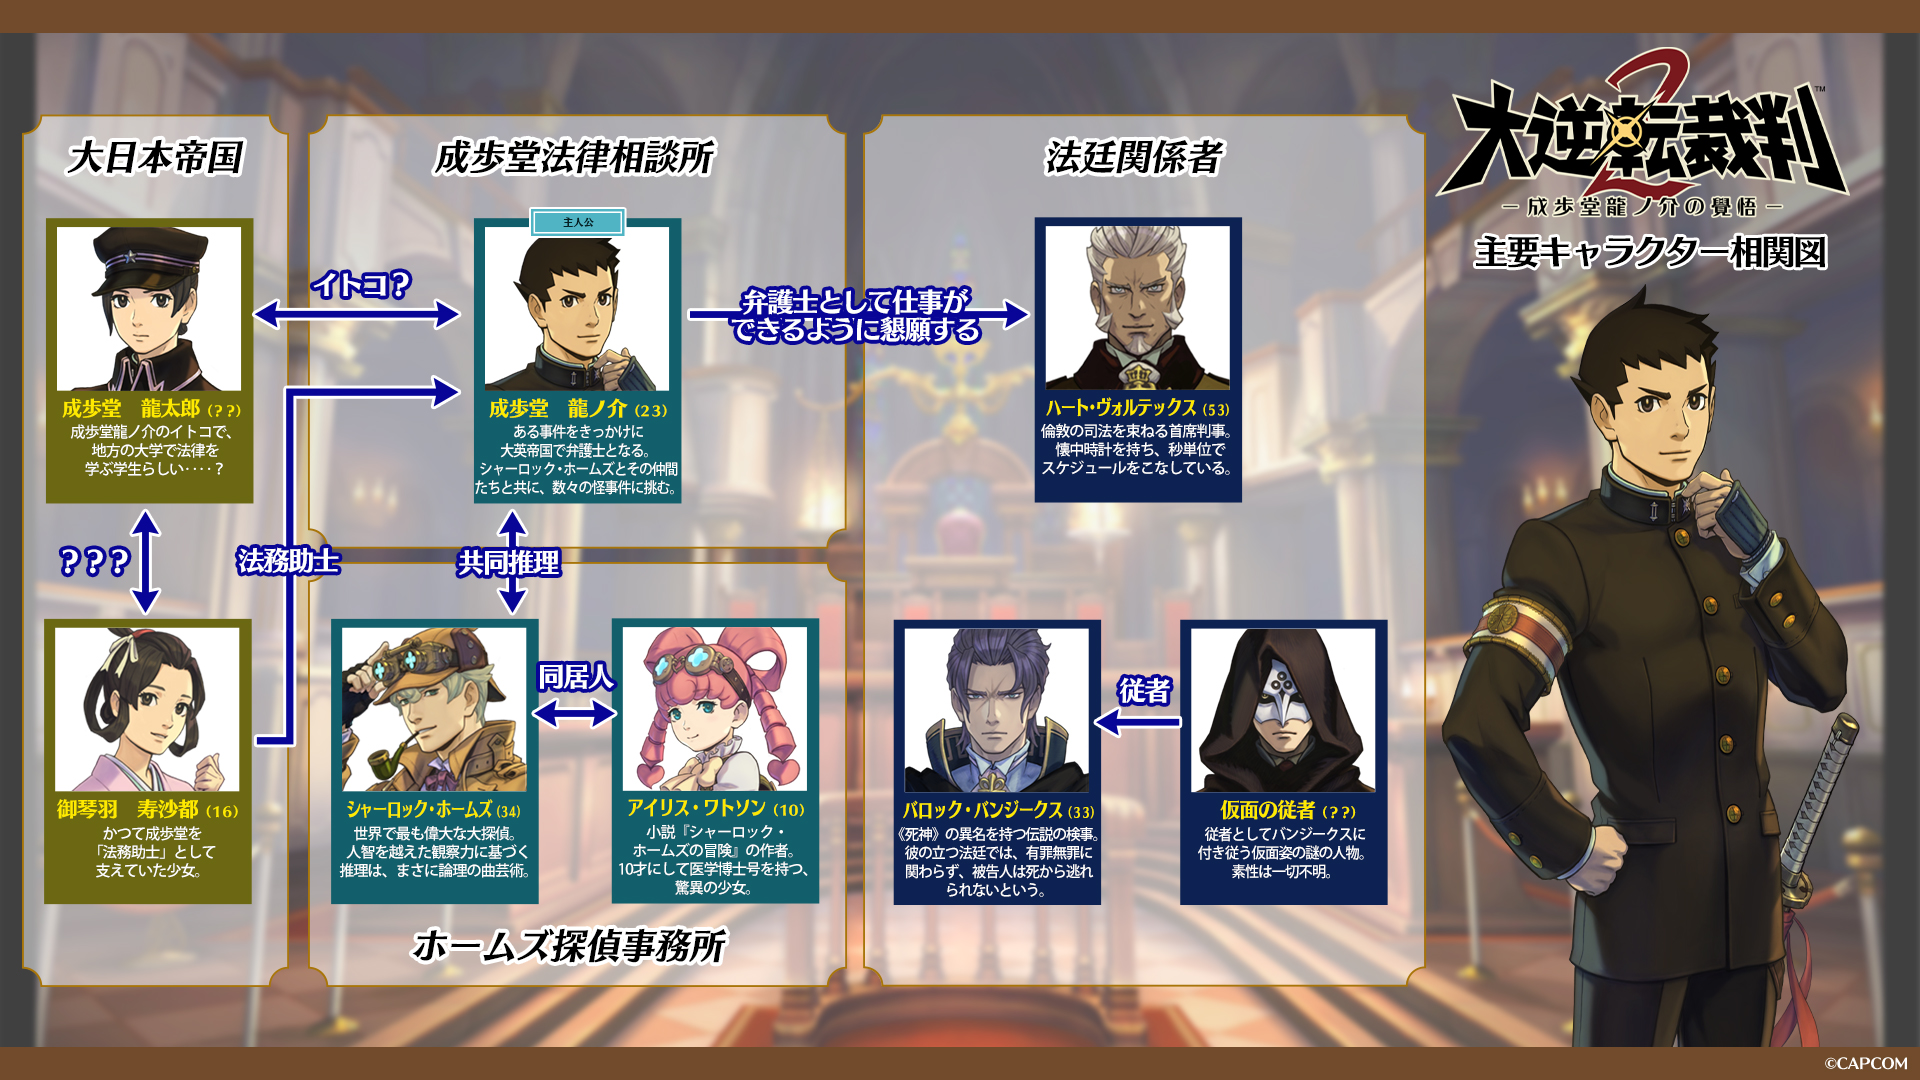 大逆転裁判2
TM
―成歩堂龍ノ介の覺悟―
主要キャラクター相関図
大日本帝国
成歩堂　龍太郎（??）
成歩堂龍ノ介のイトコで、
地方の大学で法律を
学ぶ学生らしい‥‥？
???
御琴羽　寿沙都（16）
かつて成歩堂を
「法務助士」として
支えていた少女。
イトコ？
法務助士
成歩堂法律相談所
主人公
成歩堂　龍ノ介（23）
ある事件をきっかけに
大英帝国で弁護士となる。
シャーロック・ホームズとその仲間
たちと共に、数々の怪事件に挑む。
共同推理
シャーロック・ホームズ（34）
世界で最も偉大な大探偵。
人智を越えた観察力に基づく
推理は、まさに論理の曲芸術。
同居人
アイリス・ワトソン（10）
小説『シャーロック・
ホームズの冒険』の作者。
10才にして医学博士号を持つ、
驚異の少女。
ホームズ探偵事務所
弁護士として仕事が
できるように懇願する
法廷関係者
ハート・ヴォルテックス（53）
倫敦の司法を束ねる首席判事。
懐中時計を持ち、秒単位で
スケジュールをこなしている。
バロック・バンジークス（33）
《死神》の異名を持つ伝説の検事。
彼の立つ法廷では、有罪無罪に
関わらず、被告人は死から逃れ
られないという。
従者
仮面の従者（??）
従者としてバンジークスに
付き従う仮面姿の謎の人物。
素性は一切不明。
©CAPCOM